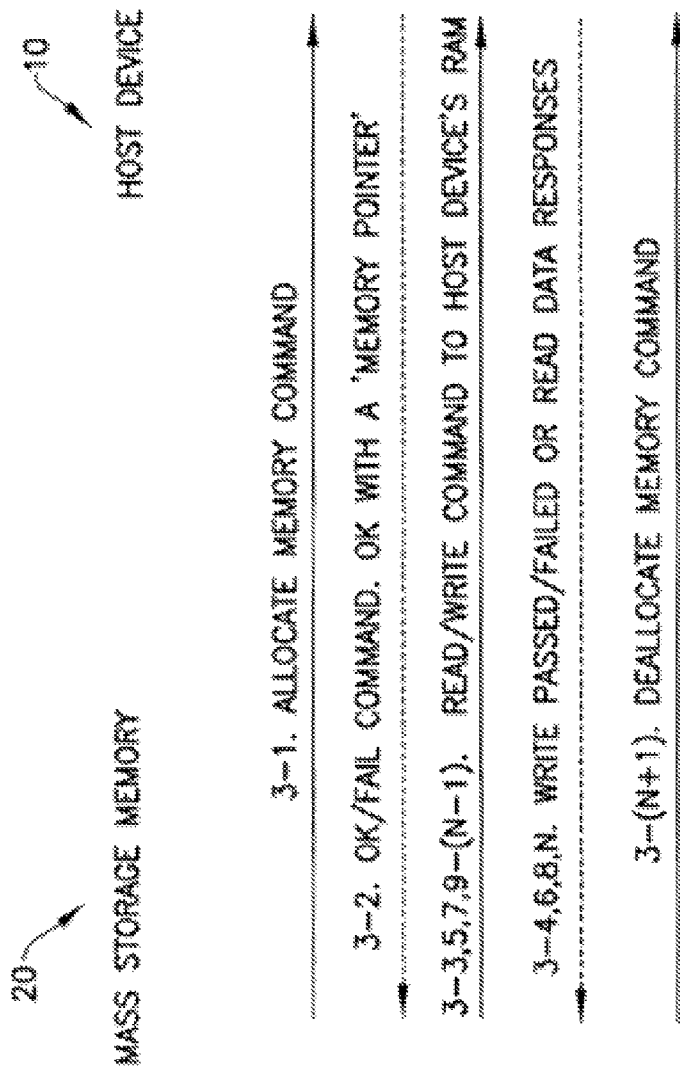 20
10
MASS STORAGE MEMORY
HOST DEVICE
3-1. ALLOCATE MEMORY COMMAND
3-2. OK/FAIL COMMAND. OK WITH A "MEMORY POINTER"
3-3,5,7,9-(N-1). READ/WRITE COMMAND TO HOST DEVICE'S RAM
3-4,6,8,N. WRITE PASSED/FAILED OR READ DATA RESPONSES
3-(N+1). DEALLOCATE MEMORY COMMAND